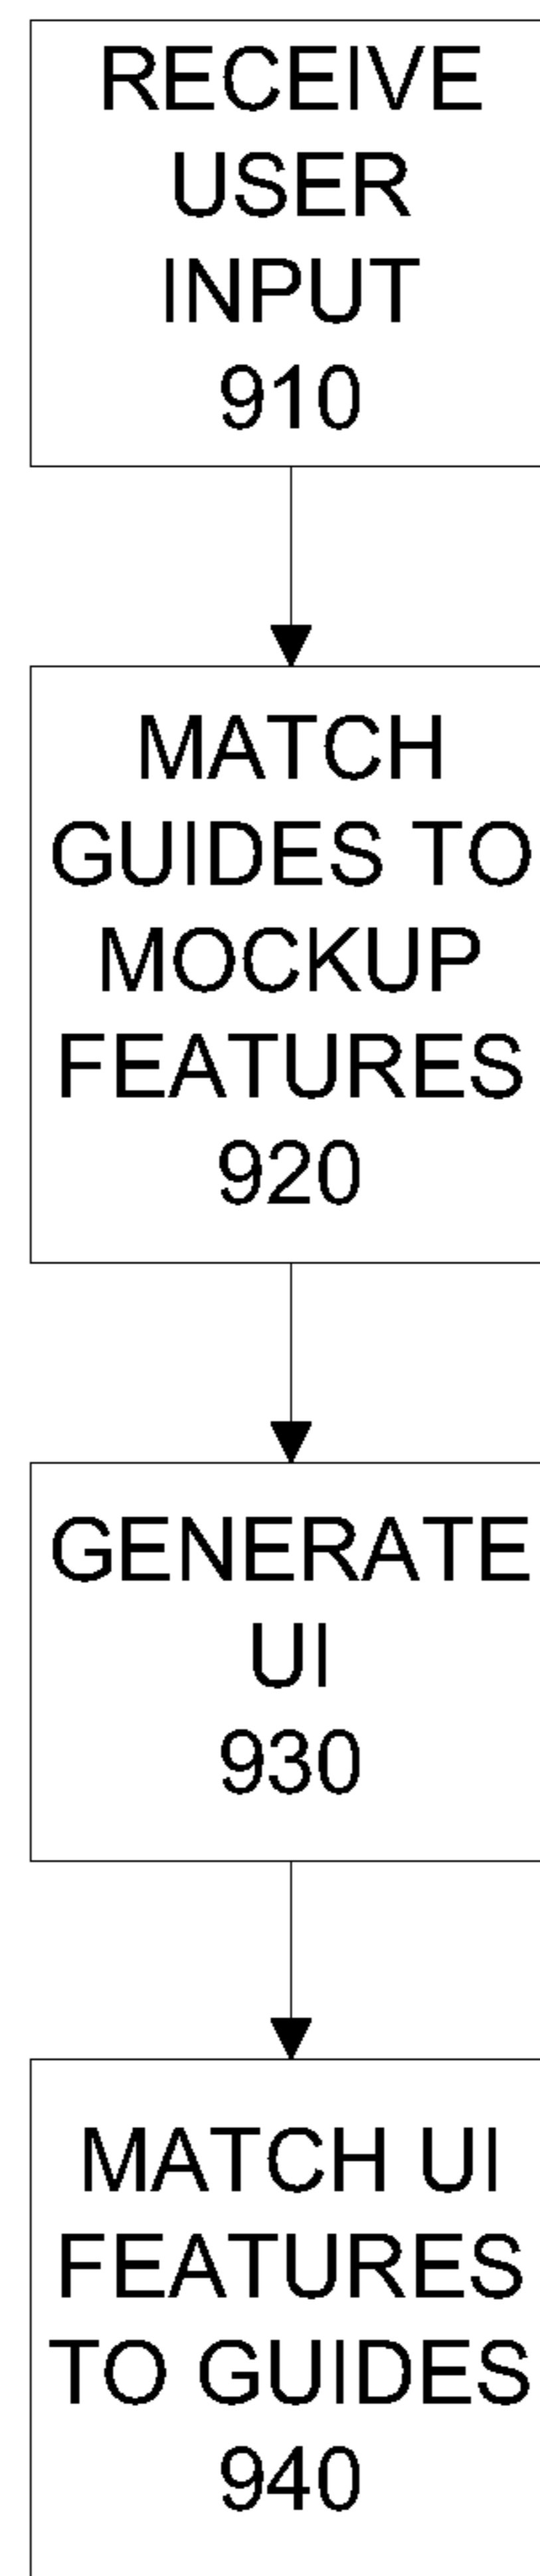 RECEIVE
USER
INPUT
910
MATCH
GUIDES TO
MOCKUP
FEATURES
920
GENERATE
UI
930
MATCH UI
FEATURES
TO GUIDES
940